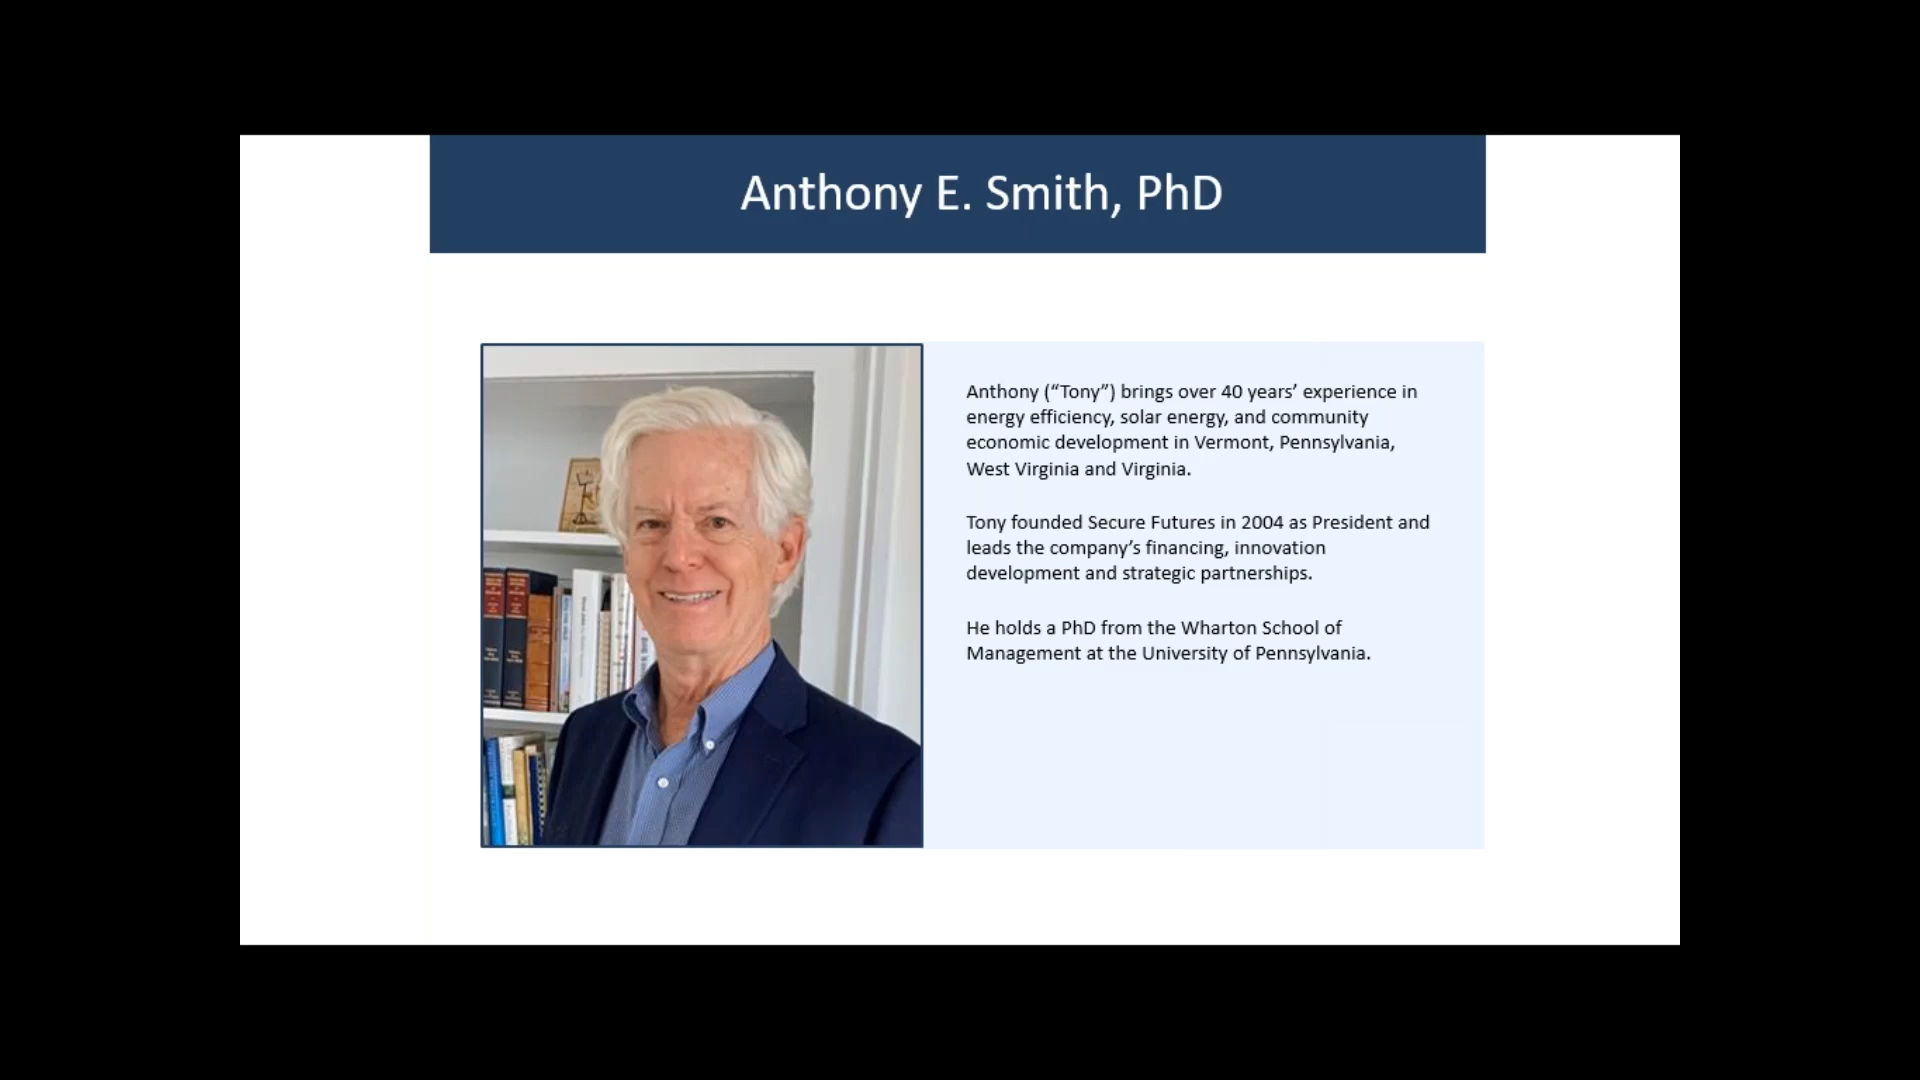 Anthony E. Smith, PhD
Anthony (“Tony”) brings over 40 years’ experience in
energy efficiency, solar energy, and community
economic development in Vermont, Pennsylvania,
West Virginia and Virginia.
Tony founded Secure Futures in 2004 as President and
leads the company’s financing, innovation
development and strategic partnerships.
He holds a PhD from the Wharton School of
Management at the University of Pennsylvania.